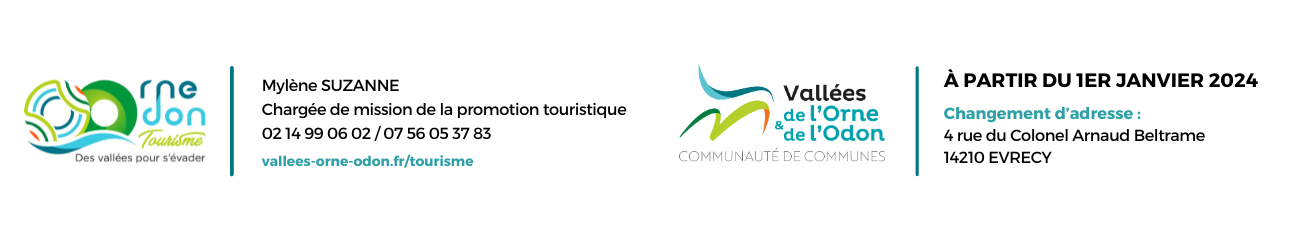 Orne
Odon
Tourisme
Des vallées pour s'évader
Mylène SUZANNE
Chargée de mission de la promotion touristique
02 14 99 06 02 / 07 56 05 37 83
vallees-orne-odon.fr/tourisme
Vallées
de l'Orne
& de l'Odon
COMMUNAUTÉ DE COMMUNES
À PARTIR DU 1ER JANVIER 2024
Changement d'adresse :
4 rue du Colonel Arnaud Beltrame
14210 EVRECY